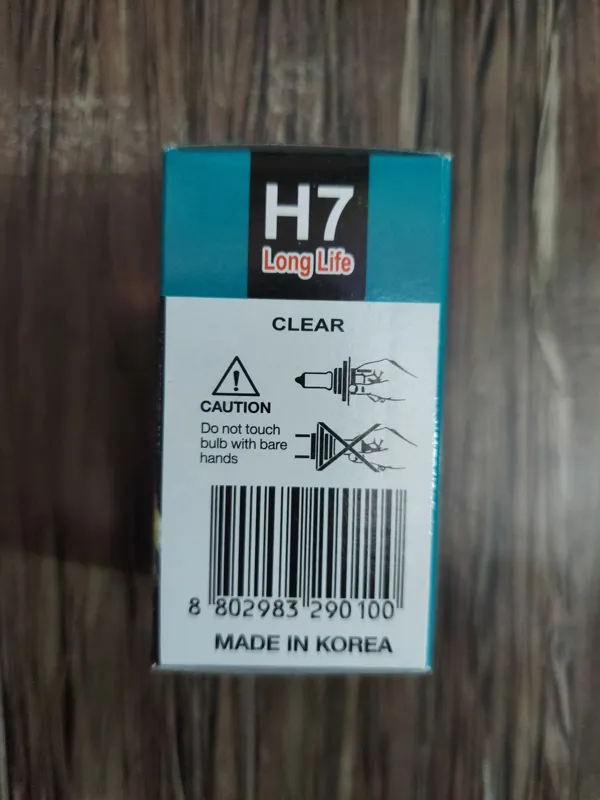 H7
Long Life
CLEAR
CAUTION
Do not touch
bulb with bare
hands
8 802983 290100
MADE IN KOREA